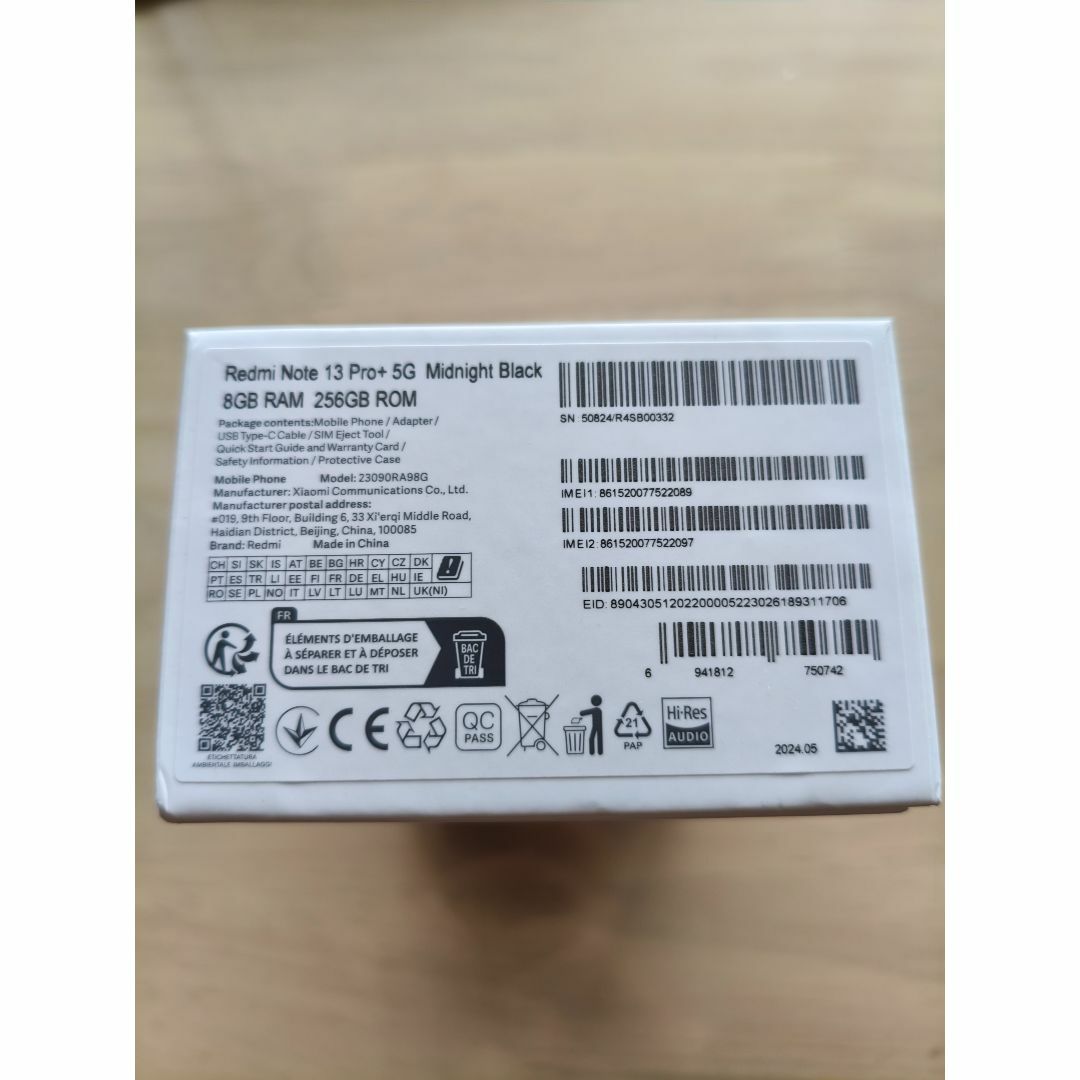 Redmi Note 13 Pro+ 5G Midnight Black
8GB RAM 256GB ROM
Package contents:Mobile Phone / Adapter /
USB Type-C Cable / SIM Eject Tool /
Quick Start Guide and Warranty Card /
Safety Information / Protective Case
Mobile Phone Model: 23090RA98G
Manufacturer: Xiaomi Communications Co., Ltd.
Manufacturer postal address:
#019, 9th Floor, Building 6, 33 Xi'erqi Middle Road,
Haidian District, Beijing, China, 100085
Brand: Redmi Made in China
CH SI SK IS AT BE BG HR CY CZ DK
PT ES TR LI EE FI FR DE EL HU IE
RO SE PL NO IT LV LT LU MT NL UK(NI)
SN: 50824/R4SB00332
IMEI1: 861520077522089
IMEI2: 861520077522097
EID: 89043051202200005223026189311706
6 941812 750742
FR
ÉLÉMENTS D'EMBALLAGE
À SÉPARER ET À DÉPOSER
DANS LE BAC DE TRI
BAC
DE
TRI
ETICHETTATURA
AMBIENTALE IMBALLAGGI
CE
QC
PASS
21
PAP
Hi-Res
AUDIO
2024.05